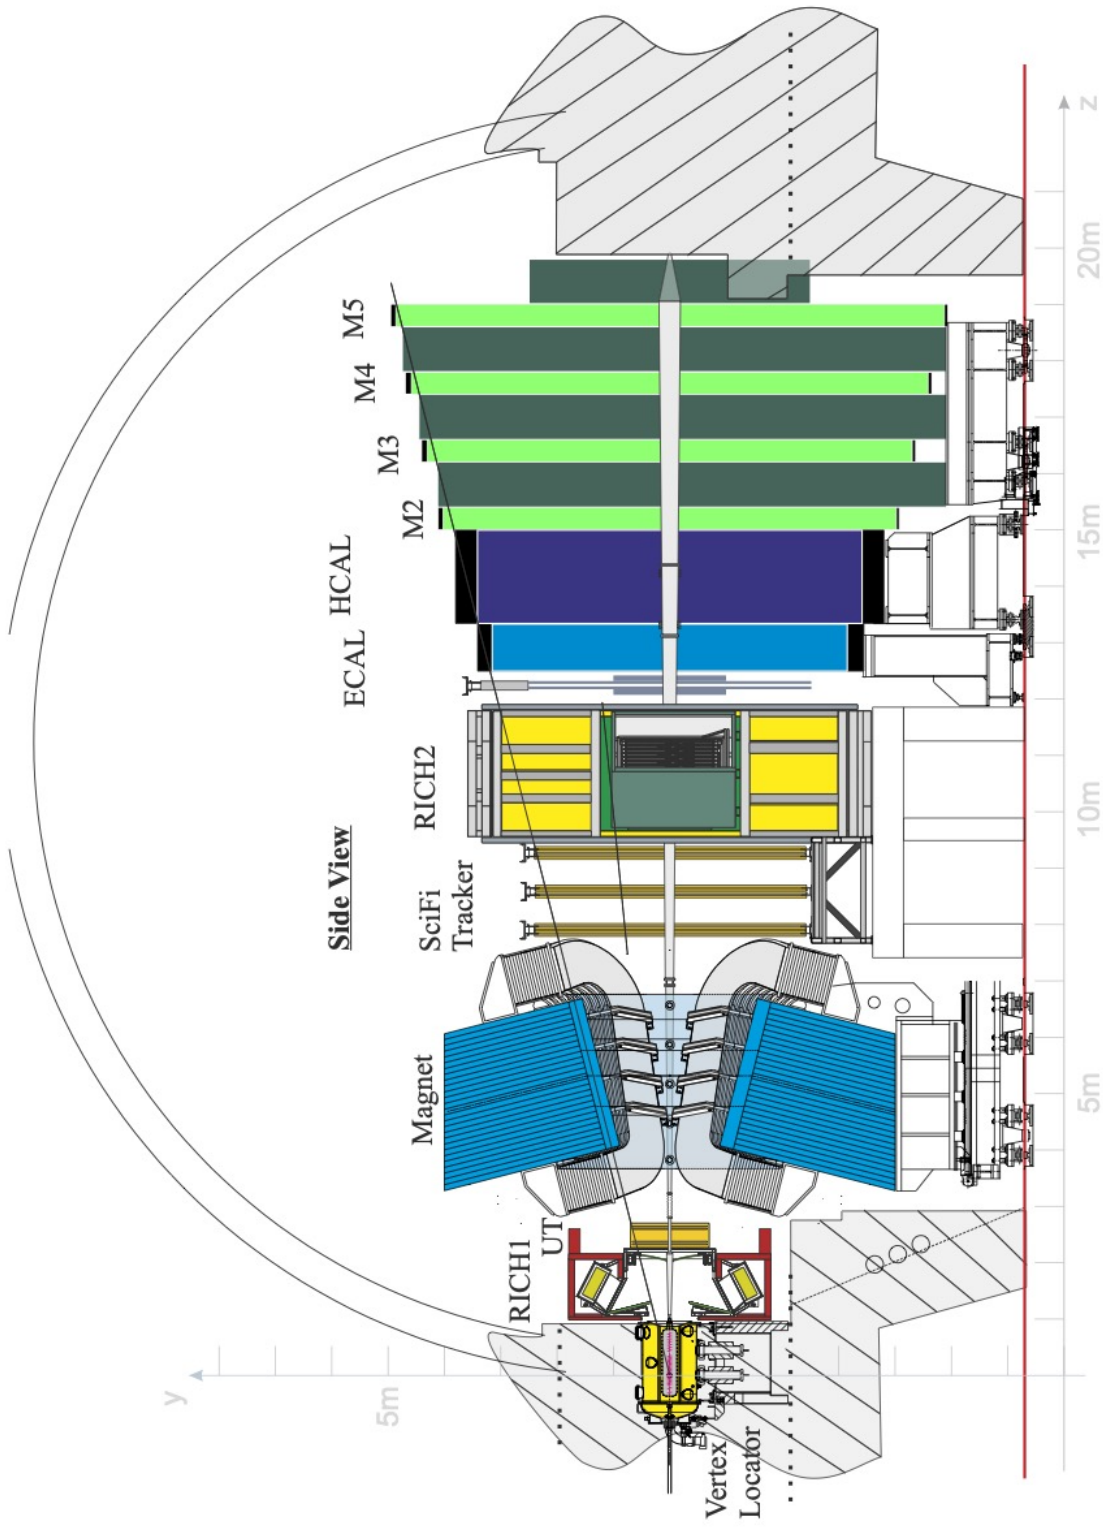 Side View
Vertex
Locator
RICH1
UT
Magnet
SciFi
Tracker
RICH2
ECAL
HCAL
M2
M3
M4
M5
y
5m
5m
10m
15m
20m
z